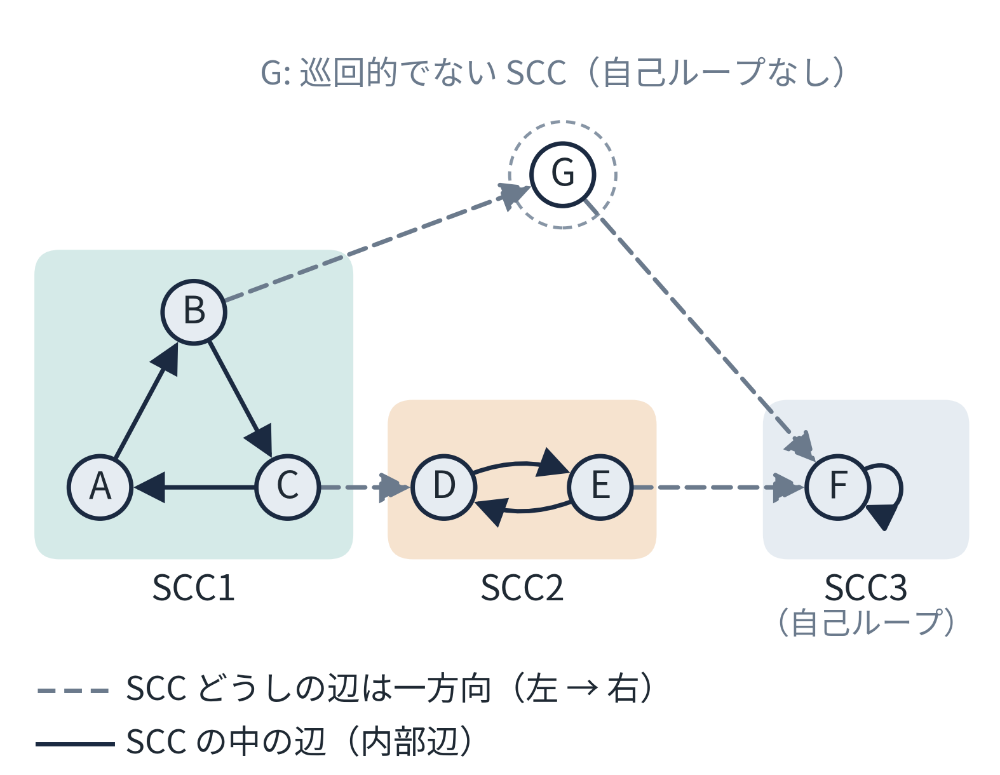 G: 巡回的でない SCC（自己ループなし）
G
B
A
C
D
E
F
SCC1
SCC2
SCC3
（自己ループ）
SCC どうしの辺は一方向（左 → 右）
SCC の中の辺（内部辺）